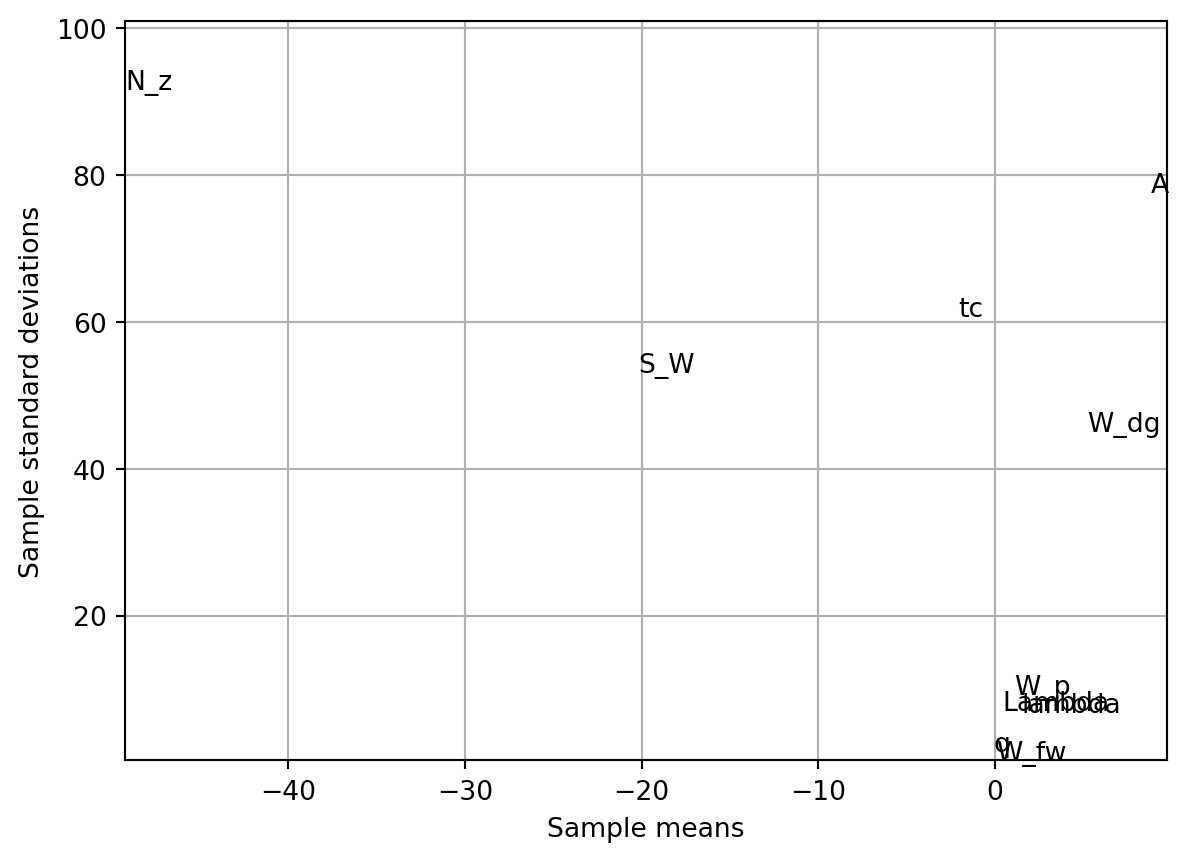 100
N_z
80
A
tc
60
S_W
W_dg
40
20
W_p
Lambda
lambda
q
W_fw
−40
−30
−20
−10
0
Sample means
Sample standard deviations